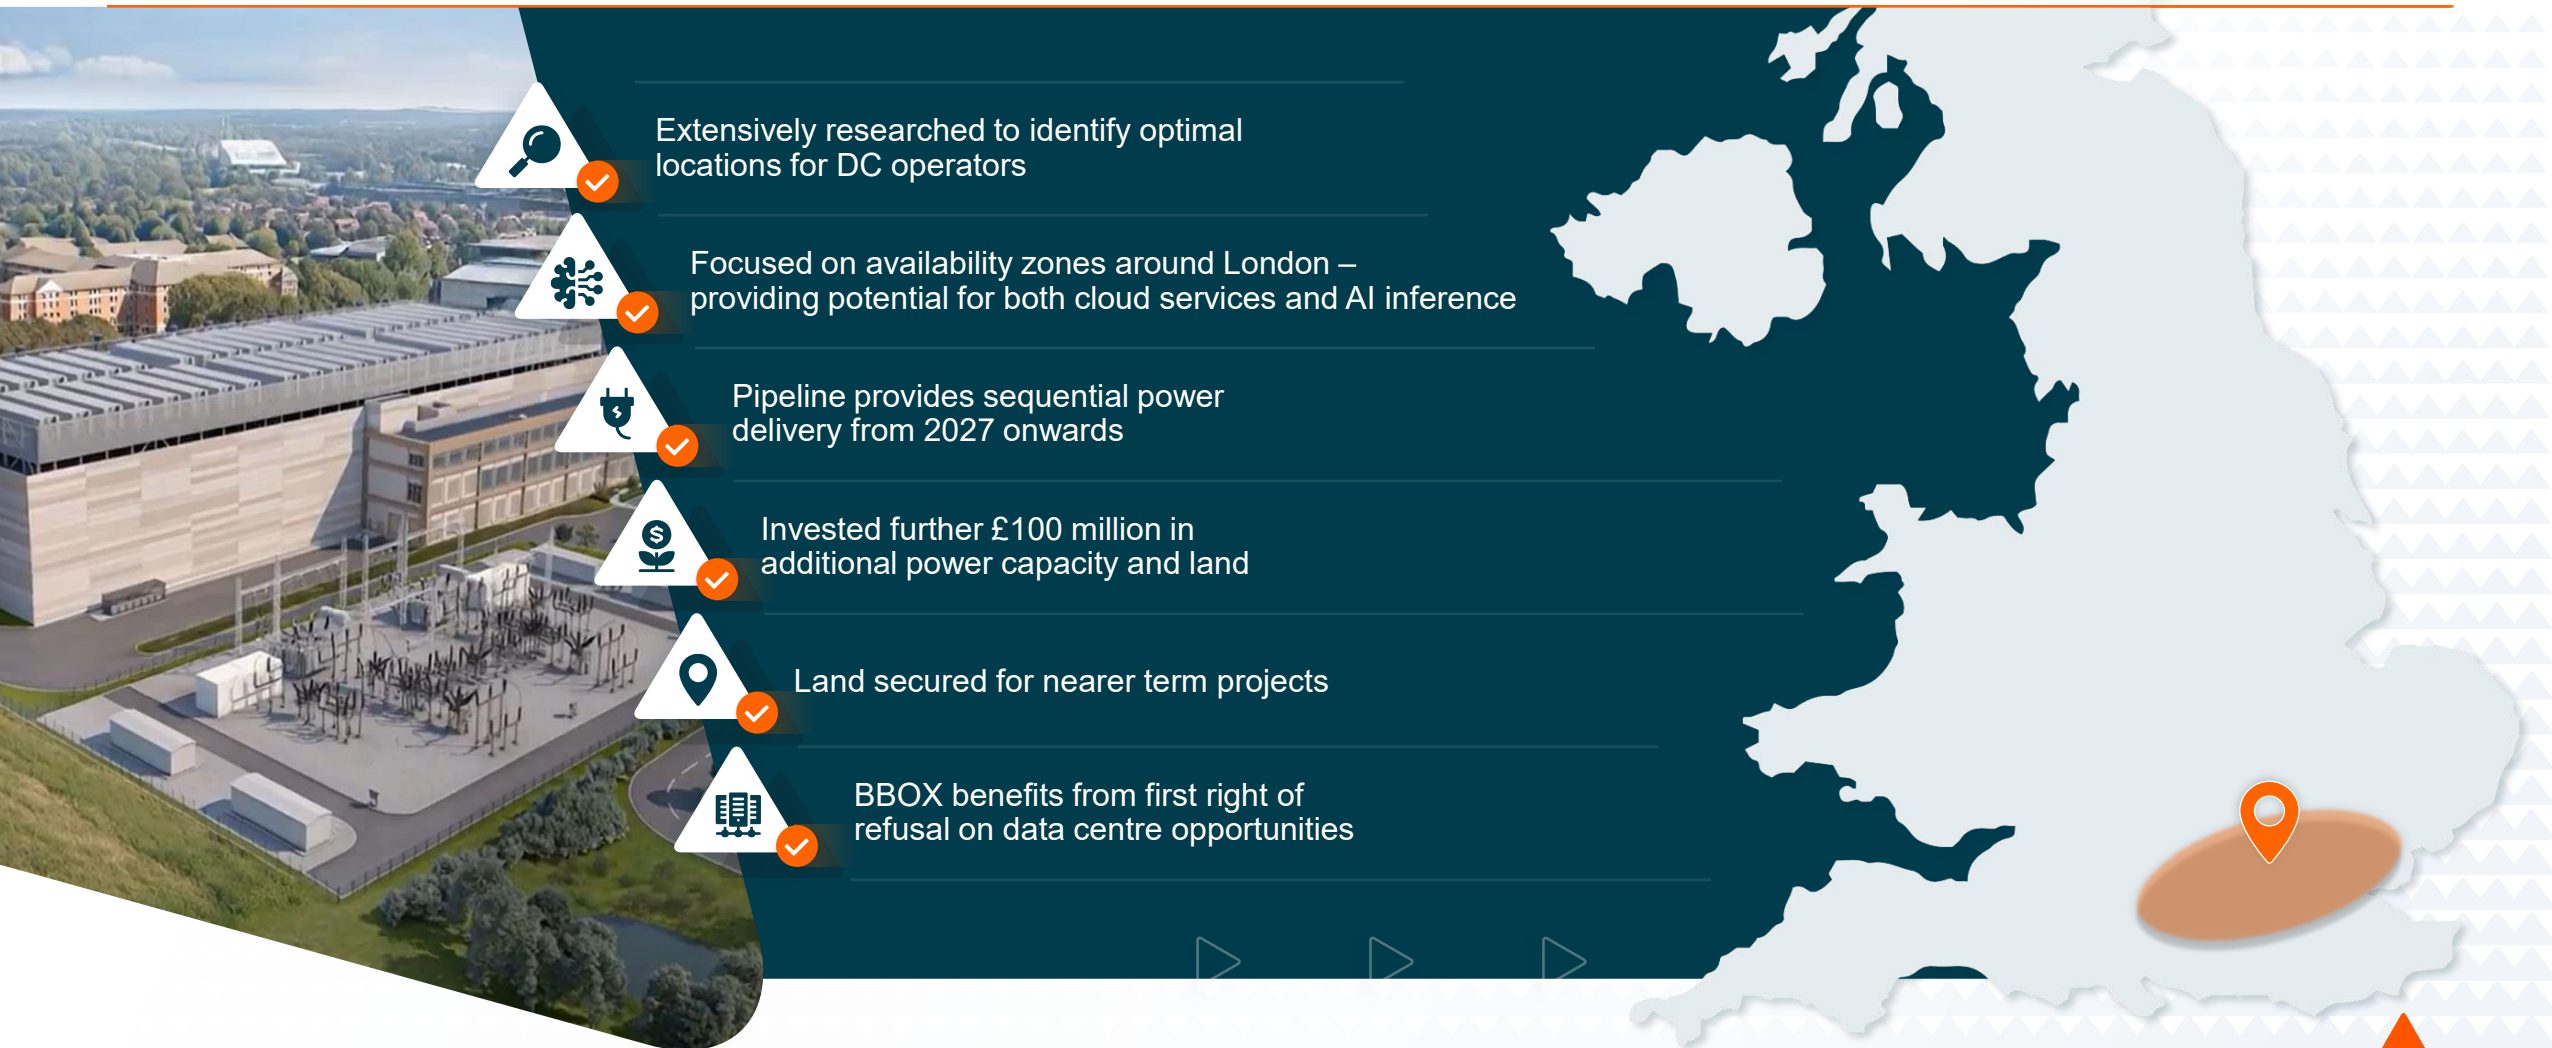 Extensively researched to identify optimal
locations for DC operators
Focused on availability zones around London –
providing potential for both cloud services and AI inference
Pipeline provides sequential power
delivery from 2027 onwards
Invested further £100 million in
additional power capacity and land
Land secured for nearer term projects
BBOX benefits from first right of
refusal on data centre opportunities